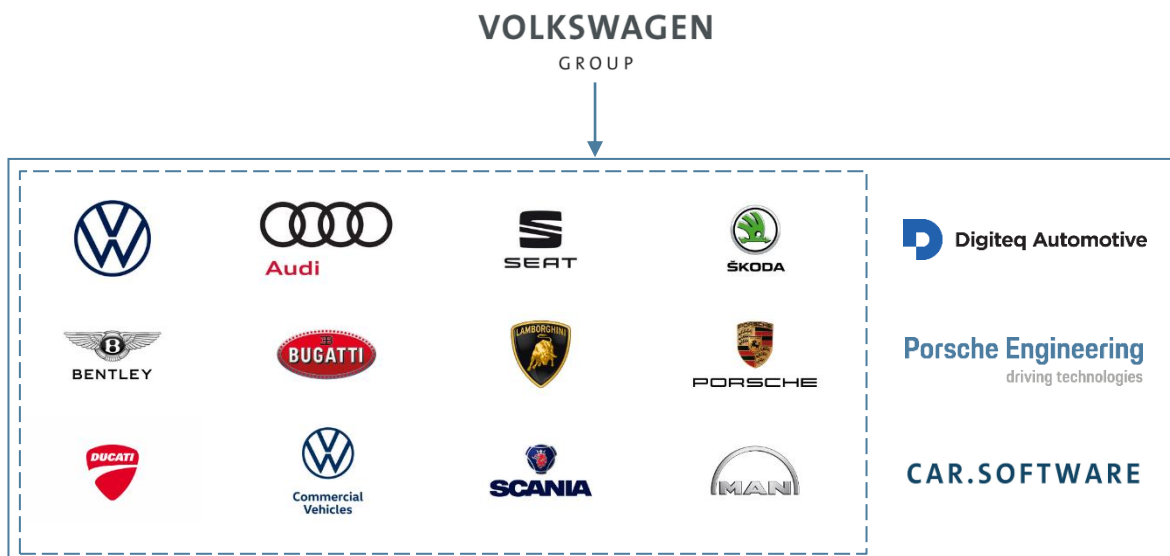 VOLKSWAGEN
GROUP
Audi
SEAT
ŠKODA
Digiteq Automotive
B
BENTLEY
BUGATTI
LAMBORGHINI
PORSCHE
Porsche Engineering
driving technologies
DUCATI
Commercial
Vehicles
SCANIA
MAN
CAR.SOFTWARE